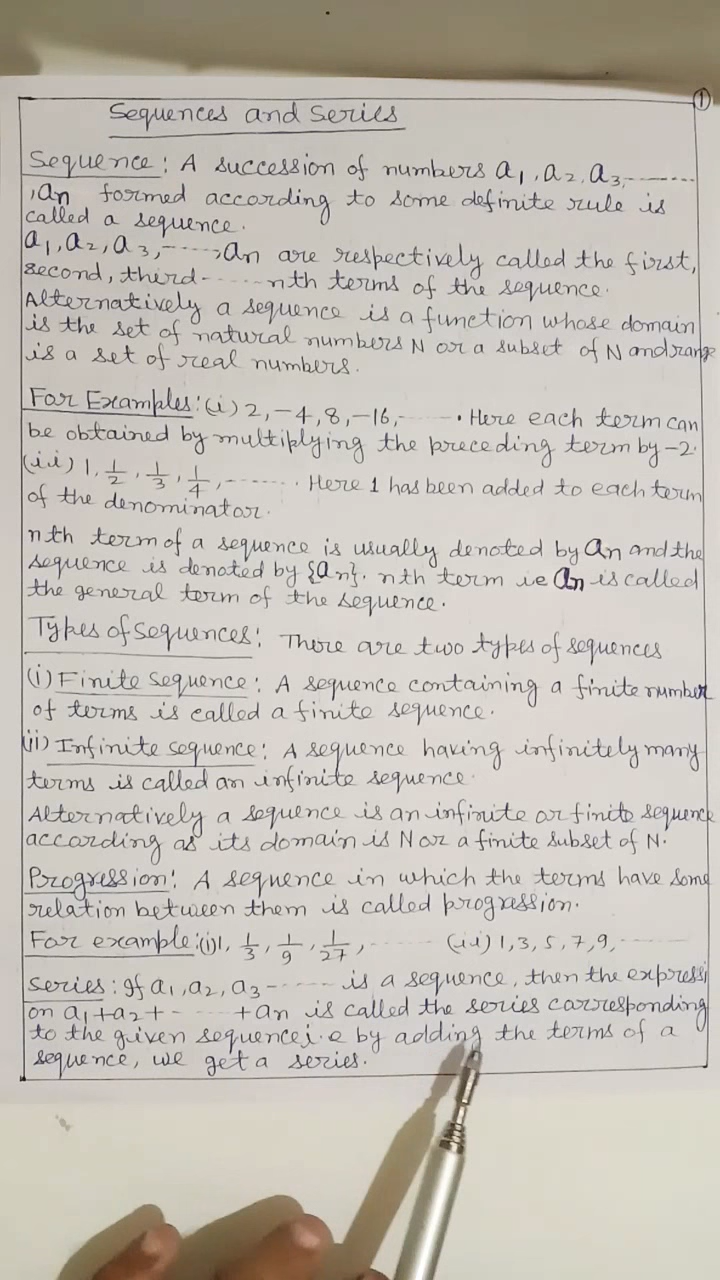 ①
Sequences and Series
Sequence: A succession of numbers a₁, a₂, a₃, -------
, an formed according to some definite rule is
called a sequence.
a₁, a₂, a₃, -----, an are respectively called the first,
second, third ------ nth terms of the sequence.
Alternatively a sequence is a function whose domain
is the set of natural numbers N or a subset of N and range
is a set of real numbers.
For Examples: (i) 2, -4, 8, -16, ------. Here each term can
be obtained by multiplying the preceding term by -2.
(ii) 1, 1/2, 1/3, 1/4, -------. Here 1 has been added to each term
of the denominator.
nth term of a sequence is usually denoted by an and the
sequence is denoted by {an}. nth term ie an is called
the general term of the sequence.
Types of Sequences: There are two types of sequences
(i) Finite Sequence: A sequence containing a finite number
of terms is called a finite sequence.
(ii) Infinite sequence: A sequence having infinitely many
terms is called an infinite sequence.
Alternatively a sequence is an infinite or finite sequence
according as its domain is N or a finite subset of N.
Progression: A sequence in which the terms have some
relation between them is called progression.
For example: (i) 1, 1/3, 1/9, 1/27, ------ (ii) 1, 3, 5, 7, 9, ------
Series: If a₁, a₂, a₃ ------ is a sequence, then the expressi
on a₁+a₂+ ------ +an is called the series corresponding
to the given sequence i.e by adding the terms of a
sequence, we get a series.